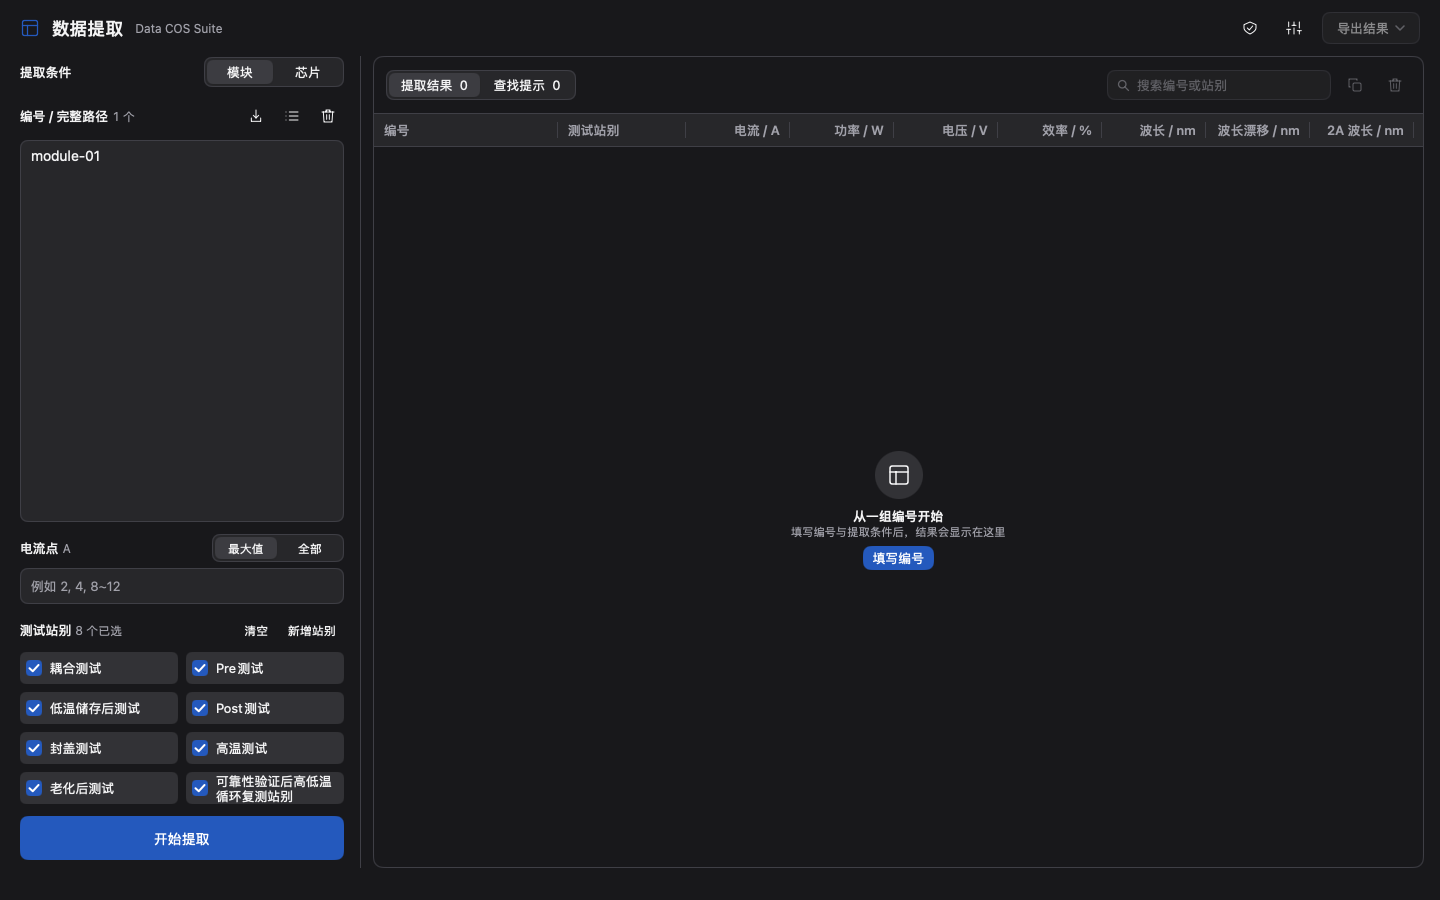 数据提取 Data COS Suite
导出结果
提取条件
模块 芯片
编号 / 完整路径 1 个
module-01
电流点 A
最大值 全部
例如 2, 4, 8~12
测试站别 8 个已选
清空 新增站别
耦合测试
Pre 测试
低温储存后测试
Post 测试
封盖测试
高温测试
老化后测试
可靠性验证后高低温
循环复测站别
开始提取
提取结果 0 查找提示 0
搜索编号或站别
编号 测试站别 电流 / A 功率 / W 电压 / V 效率 / % 波长 / nm 波长漂移 / nm 2A 波长 / nm
从一组编号开始
填写编号与提取条件后，结果会显示在这里
填写编号